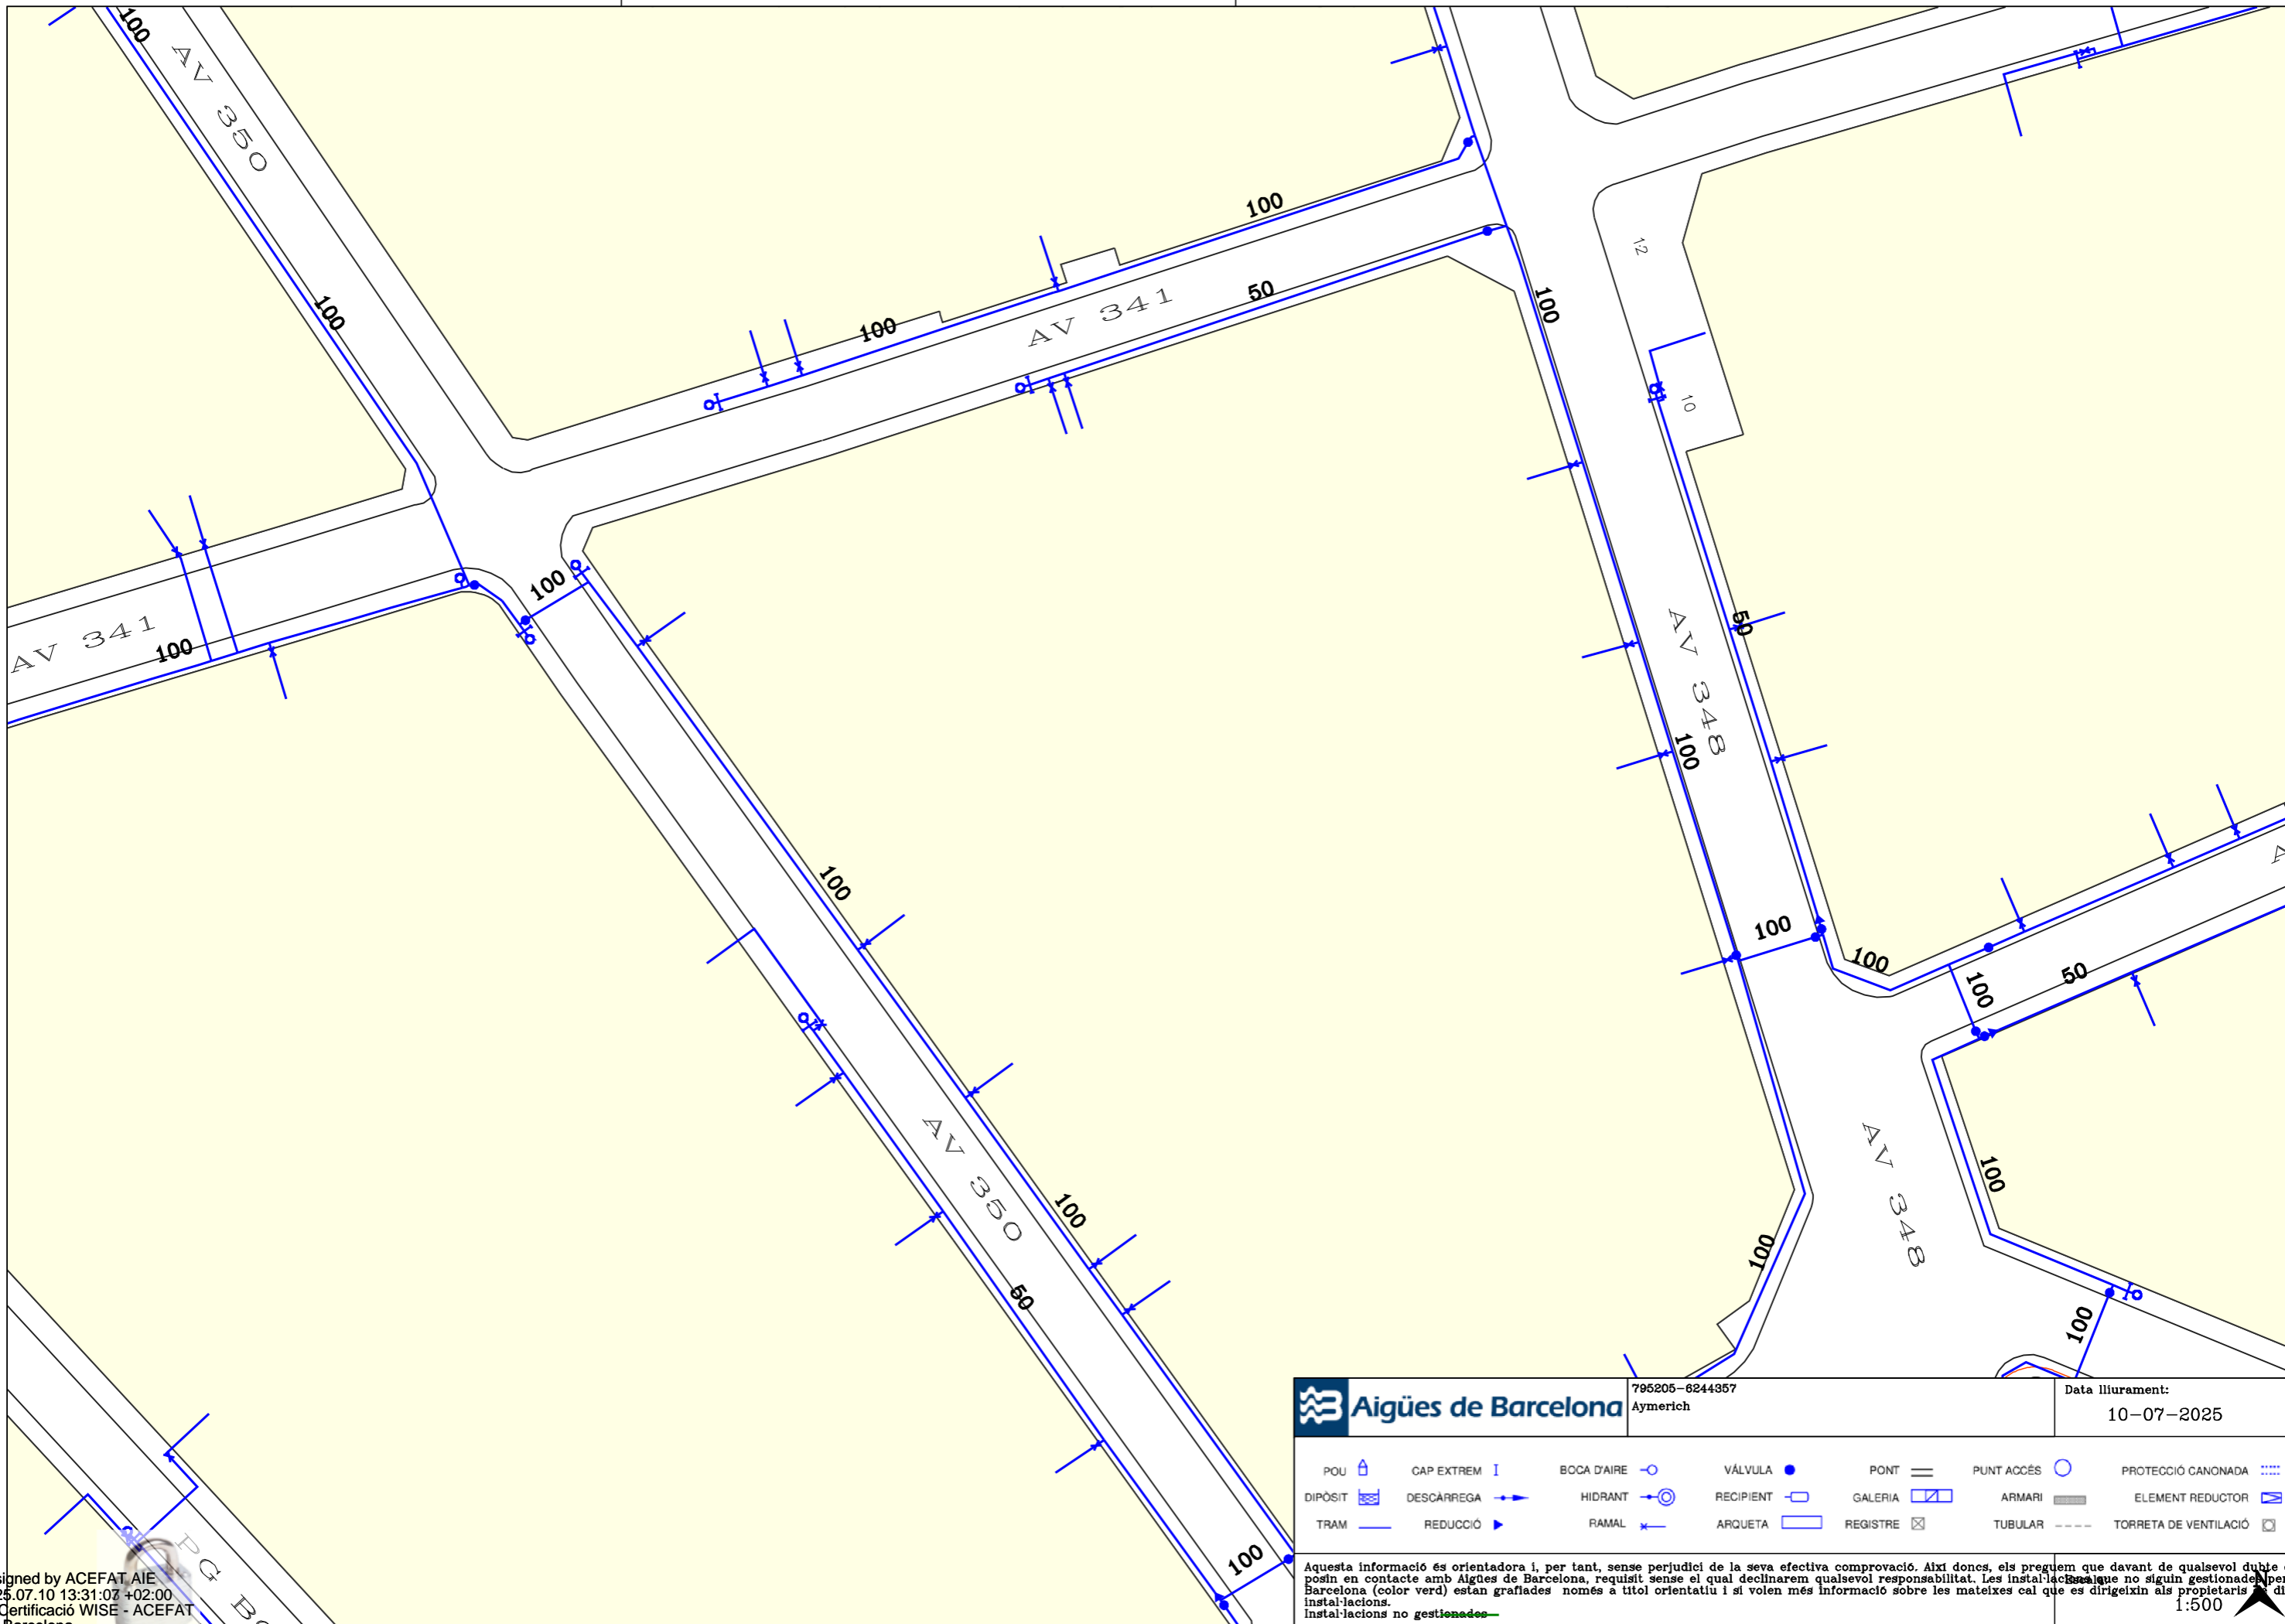 100
AV 350
100
100
100
50
AV 341
100
12
10
100
AV 341
100
50
AV 348
100
100
100
100
100
50
AV 350
100
50
AV 348
100
100
100
100
PG
Aigües de Barcelona
795205-6244357
Aymerich
Data lliurament:
10-07-2025
POU CAP EXTREM BOCA D'AIRE VÁLVULA PONT PUNT ACCÉS PROTECCIÓ CANONADA
DIPÒSIT DESCÀRREGA HIDRANT RECIPIENT GALERIA ARMARI ELEMENT REDUCTOR
TRAM REDUCCIÓ RAMAL ARQUETA REGISTRE TUBULAR TORRETA DE VENTILACIÓ
Aquesta informació és orientadora i, per tant, sense perjudici de la seva efectiva comprovació. Així doncs, els preguem que davant de qualsevol dubte
posin en contacte amb Aigües de Barcelona, requisit sense el qual declinarem qualsevol responsabilitat. Les instal·lacions que no siguin gestionades per
Barcelona (color verd) estan grafiades només a títol orientatiu i si volen més informació sobre les mateixes cal que es dirigeixin als propietaris
instal·lacions.
Instal·lacions no gestionades
Escala:
1:500
N
igned by ACEFAT AIE
5.07.10 13:31:07 +02:00
Certificació WISE - ACEFAT
Barcelona